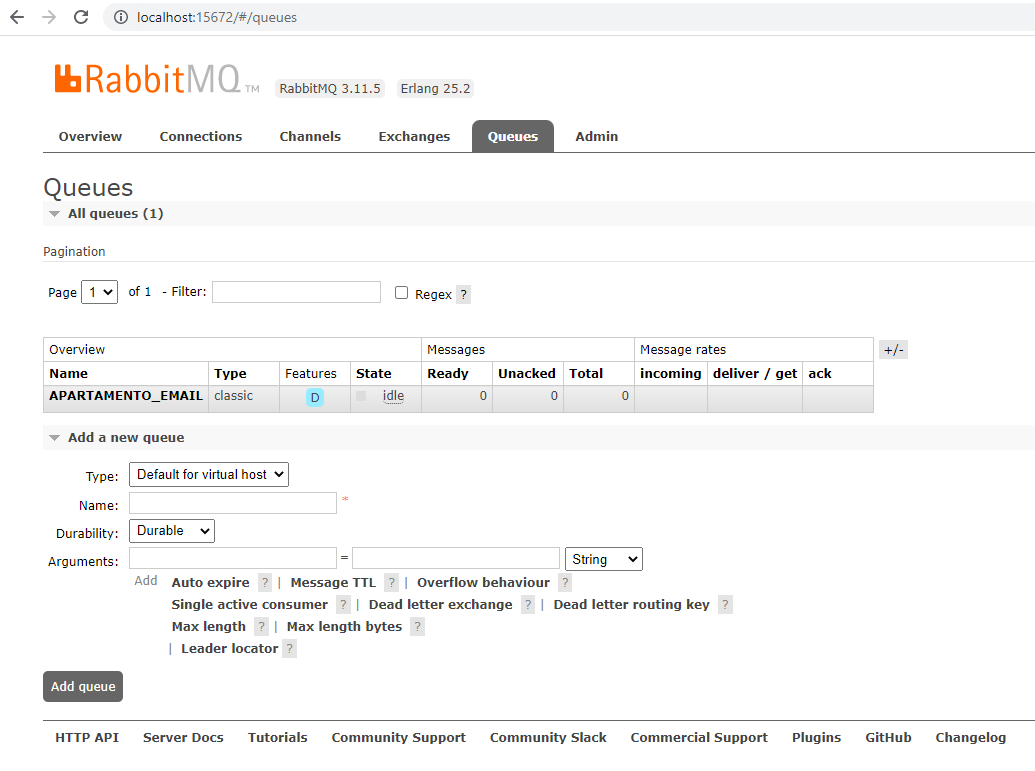 localhost:15672/#/queues
RabbitMQ TM RabbitMQ 3.11.5 Erlang 25.2
Overview Connections Channels Exchanges Queues Admin
Queues
All queues (1)
Pagination
Page 1 of 1 - Filter: Regex ?
Overview Messages Message rates +/-
Name Type Features State Ready Unacked Total incoming deliver / get ack
APARTAMENTO_EMAIL classic D idle 0 0 0
Add a new queue
Type: Default for virtual host
Name: *
Durability: Durable
Arguments: = String
Add Auto expire ? | Message TTL ? | Overflow behaviour ?
Single active consumer ? | Dead letter exchange ? | Dead letter routing key ?
Max length ? | Max length bytes ?
| Leader locator ?
Add queue
HTTP API Server Docs Tutorials Community Support Community Slack Commercial Support Plugins GitHub Changelog